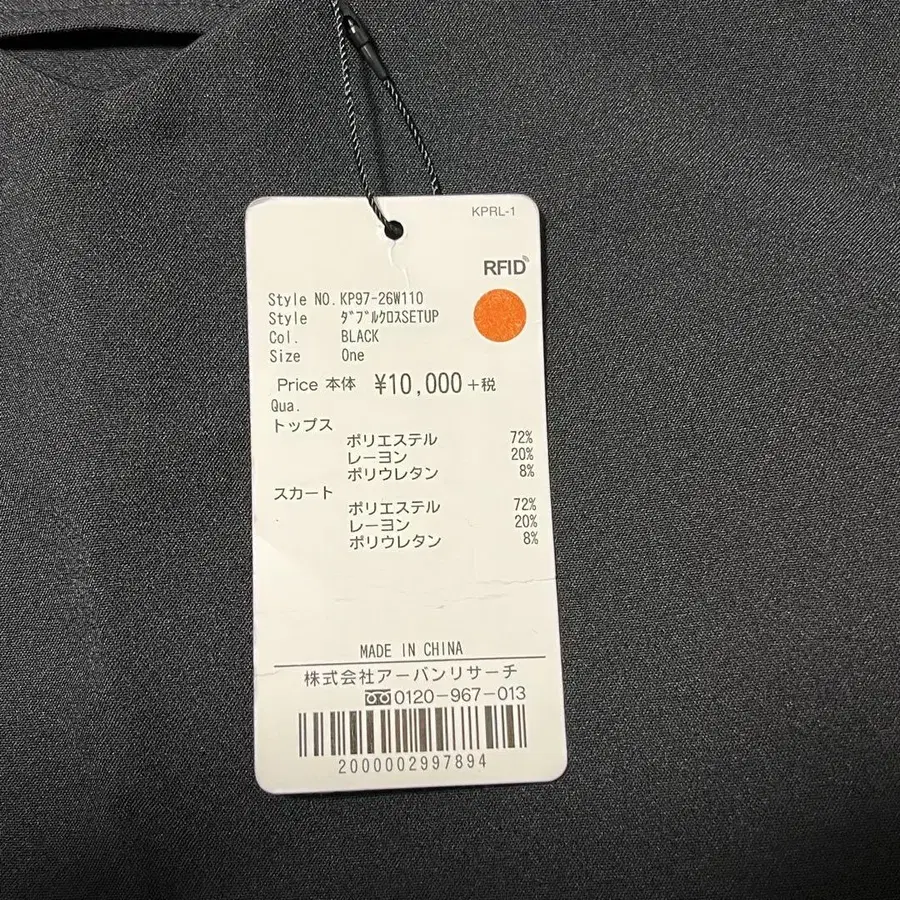 KPRL-1
RFID
Style NO. KP97-26W110
Style ﾀﾞﾌﾞﾙｸﾛｽSETUP
Col. BLACK
Size One
Price 本体 ¥10,000+税
Qua.
トップス
ポリエステル 72%
レーヨン 20%
ポリウレタン 8%
スカート
ポリエステル 72%
レーヨン 20%
ポリウレタン 8%
MADE IN CHINA
株式会社アーバンリサーチ
0120-967-013
2000002997894